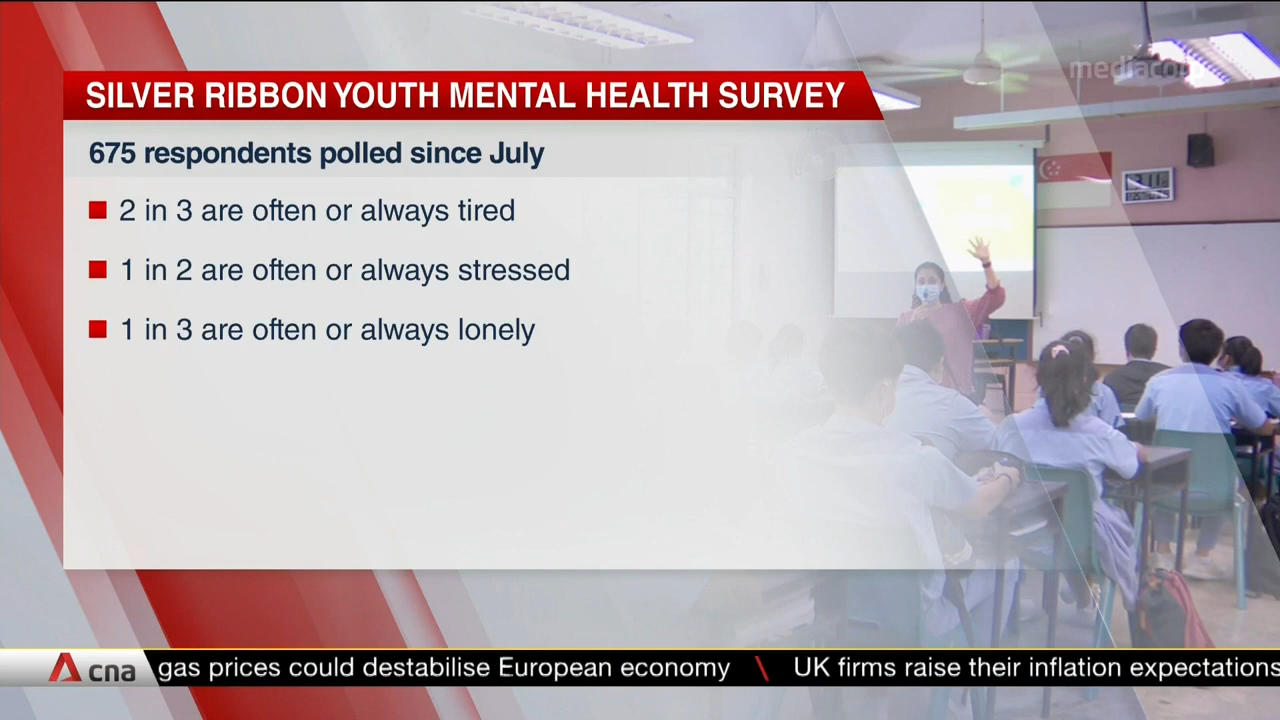 mediacorp
SILVER RIBBON YOUTH MENTAL HEALTH SURVEY
675 respondents polled since July
2 in 3 are often or always tired
1 in 2 are often or always stressed
1 in 3 are often or always lonely
cna gas prices could destabilise European economy \ UK firms raise their inflation expectations